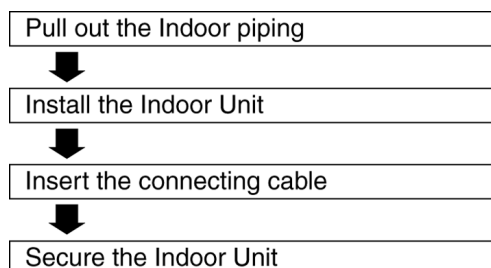 Pull out the Indoor piping
Install the Indoor Unit
Insert the connecting cable
Secure the Indoor Unit